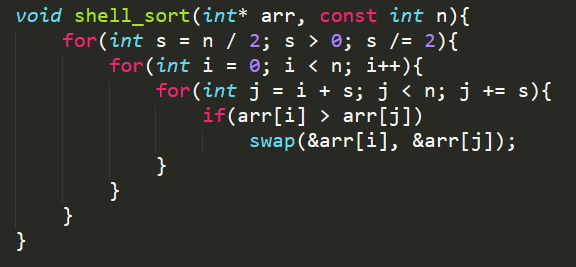 void shell_sort(int* arr, const int n){
    for(int s = n / 2; s > 0; s /= 2){
        for(int i = 0; i < n; i++){
            for(int j = i + s; j < n; j += s){
                if(arr[i] > arr[j])
                    swap(&arr[i], &arr[j]);
            }
        }
    }
}